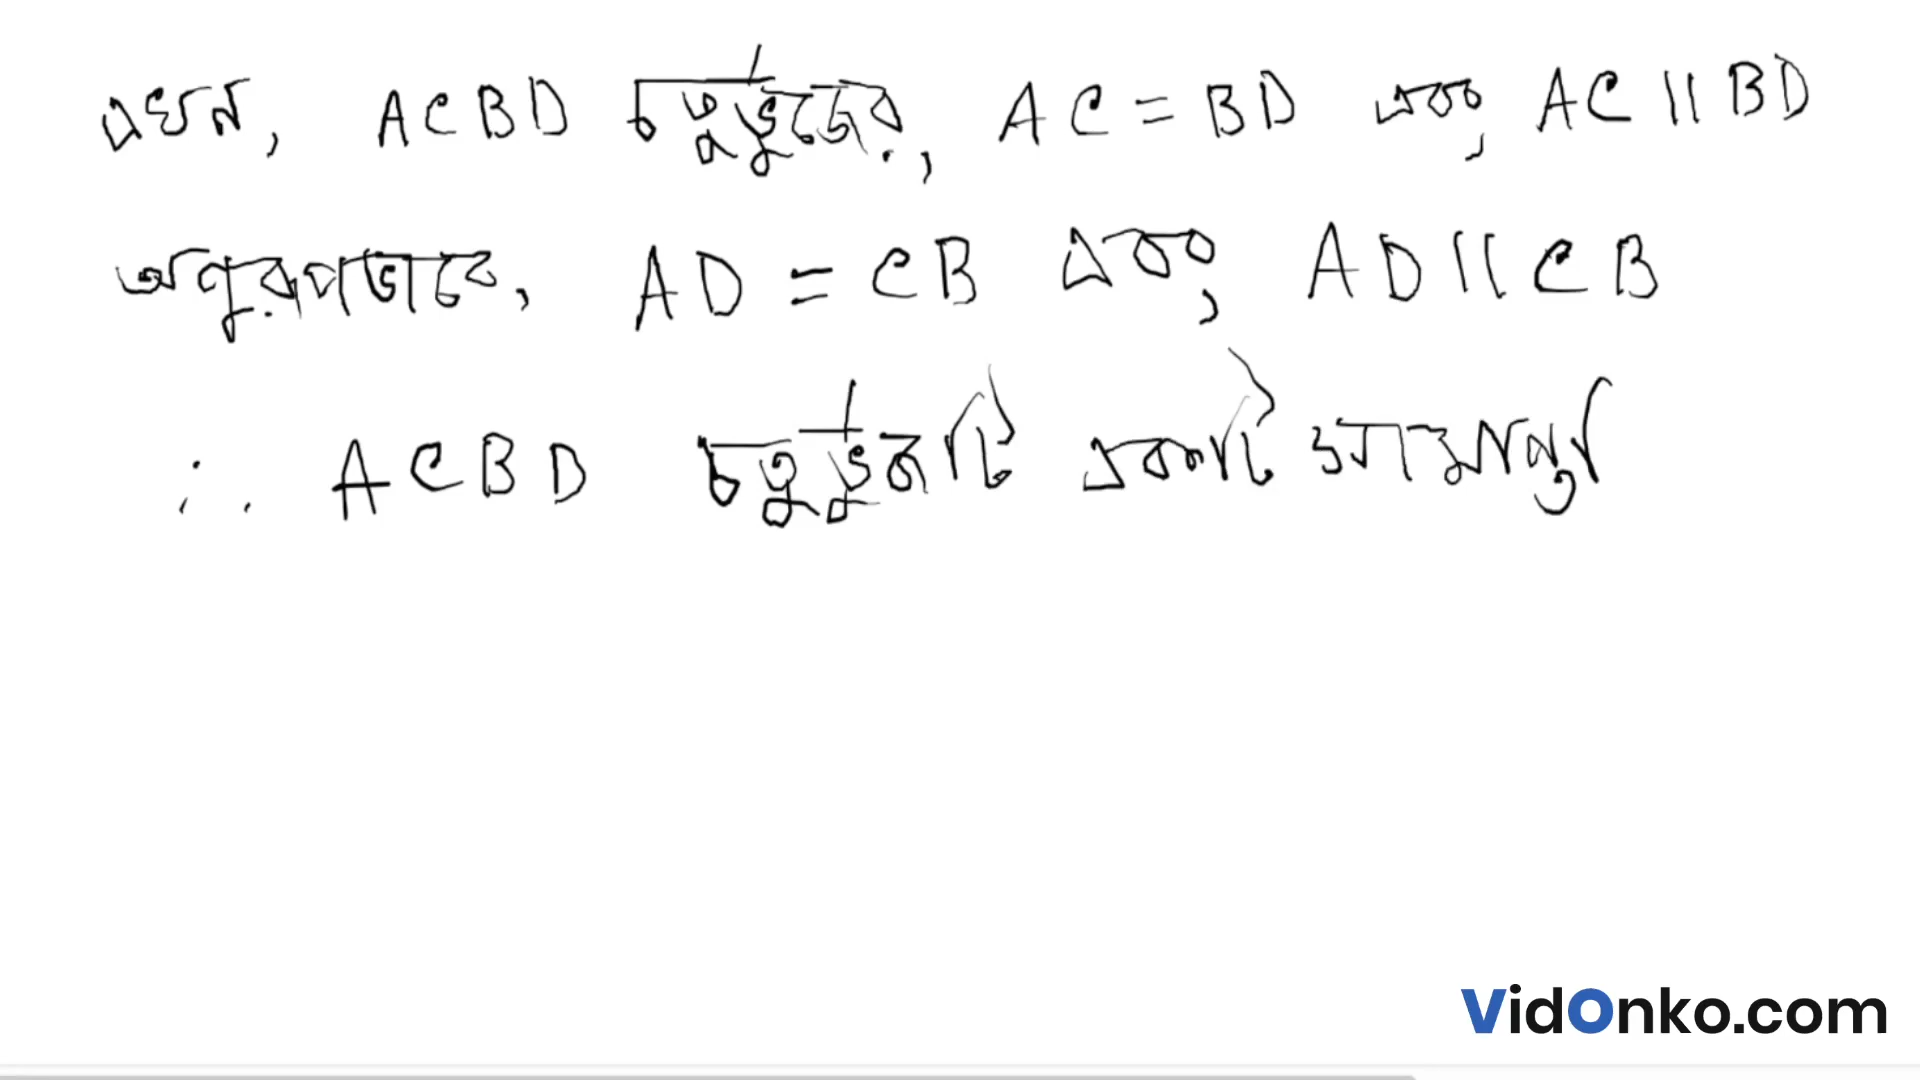 এখন, ACBD চতুর্ভুজের, AC = BD এবং, AC || BD
অনুরূপভাবে, AD = CB এবং, AD || CB
∴ ACBD চতুর্ভুজটি একটি সামান্ত
VidOnko.com